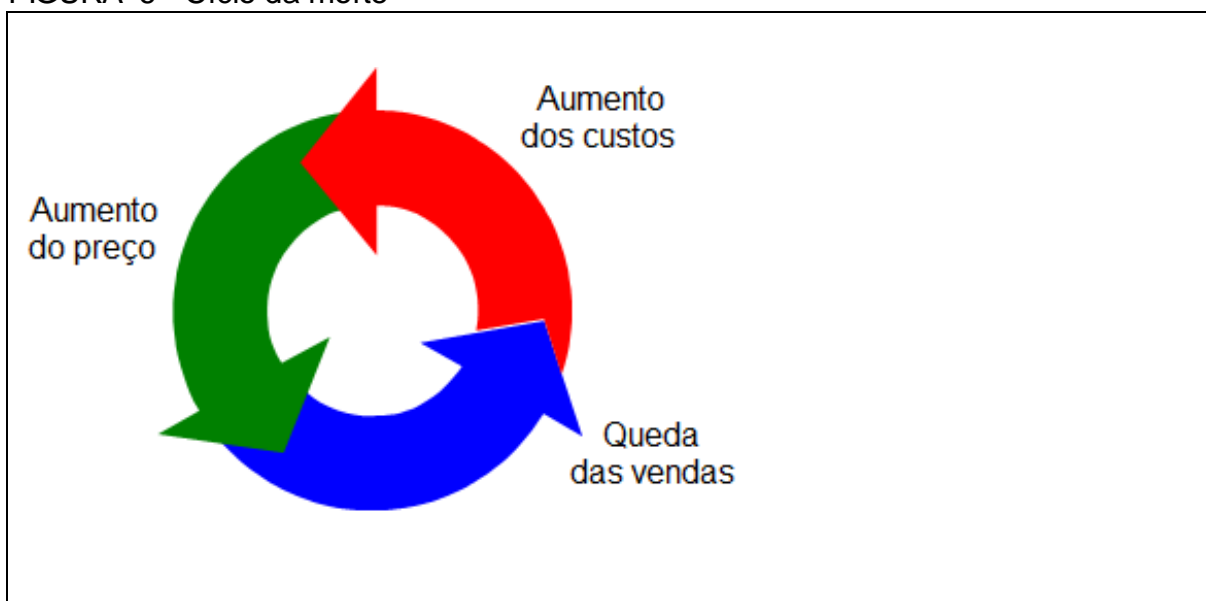 Aumento
dos custos
Aumento
do preço
Queda
das vendas